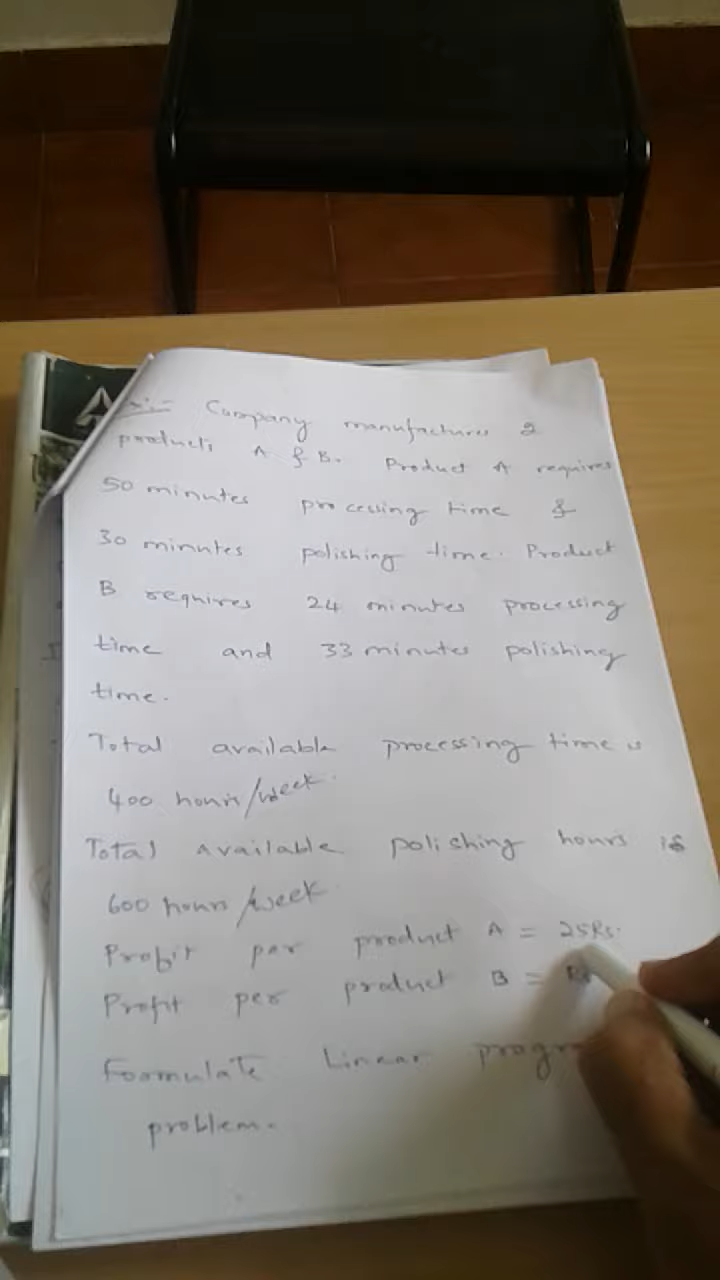 Company manufactures 2
products A & B. Product A requires
50 minutes processing time &
30 minutes polishing time. Product
B requires 24 minutes processing
time and 33 minutes polishing
time.
Total available processing time is
400 hours/week.
Total Available polishing hours is
600 hours/week.
Profit per product A = 25Rs.
Profit per product B =
Formulate Linear
problem.